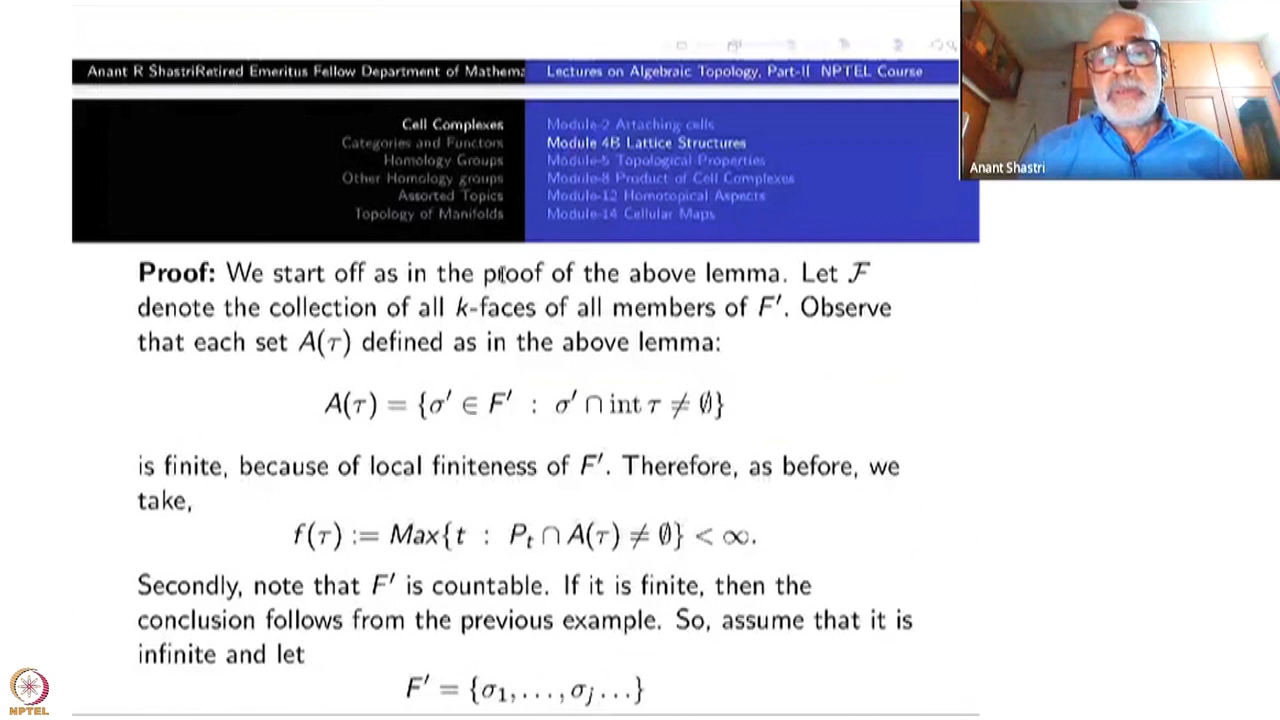 Anant R ShastriRetired Emeritus Fellow Department of Mathema
Lectures on Algebraic Topology, Part-II NPTEL Course
Cell Complexes
Categories and Functors
Homology Groups
Other Homology groups
Assorted Topics
Topology of Manifolds
Module-2 Attaching cells
Module 4B Lattice Structures
Module-5 Topological Properties
Module-8 Product of Cell Complexes
Module-12 Homotopical Aspects
Module-14 Cellular Maps
Anant Shastri
Proof: We start off as in the proof of the above lemma. Let ℱ
denote the collection of all k-faces of all members of F′. Observe
that each set A(τ) defined as in the above lemma:
A(τ) = {σ′ ∈ F′ : σ′ ∩ int τ ≠ ∅}
is finite, because of local finiteness of F′. Therefore, as before, we
take,
f(τ) := Max{t : Pₜ ∩ A(τ) ≠ ∅} < ∞.
Secondly, note that F′ is countable. If it is finite, then the
conclusion follows from the previous example. So, assume that it is
infinite and let
F′ = {σ₁, . . . , σⱼ . . .}
NPTEL